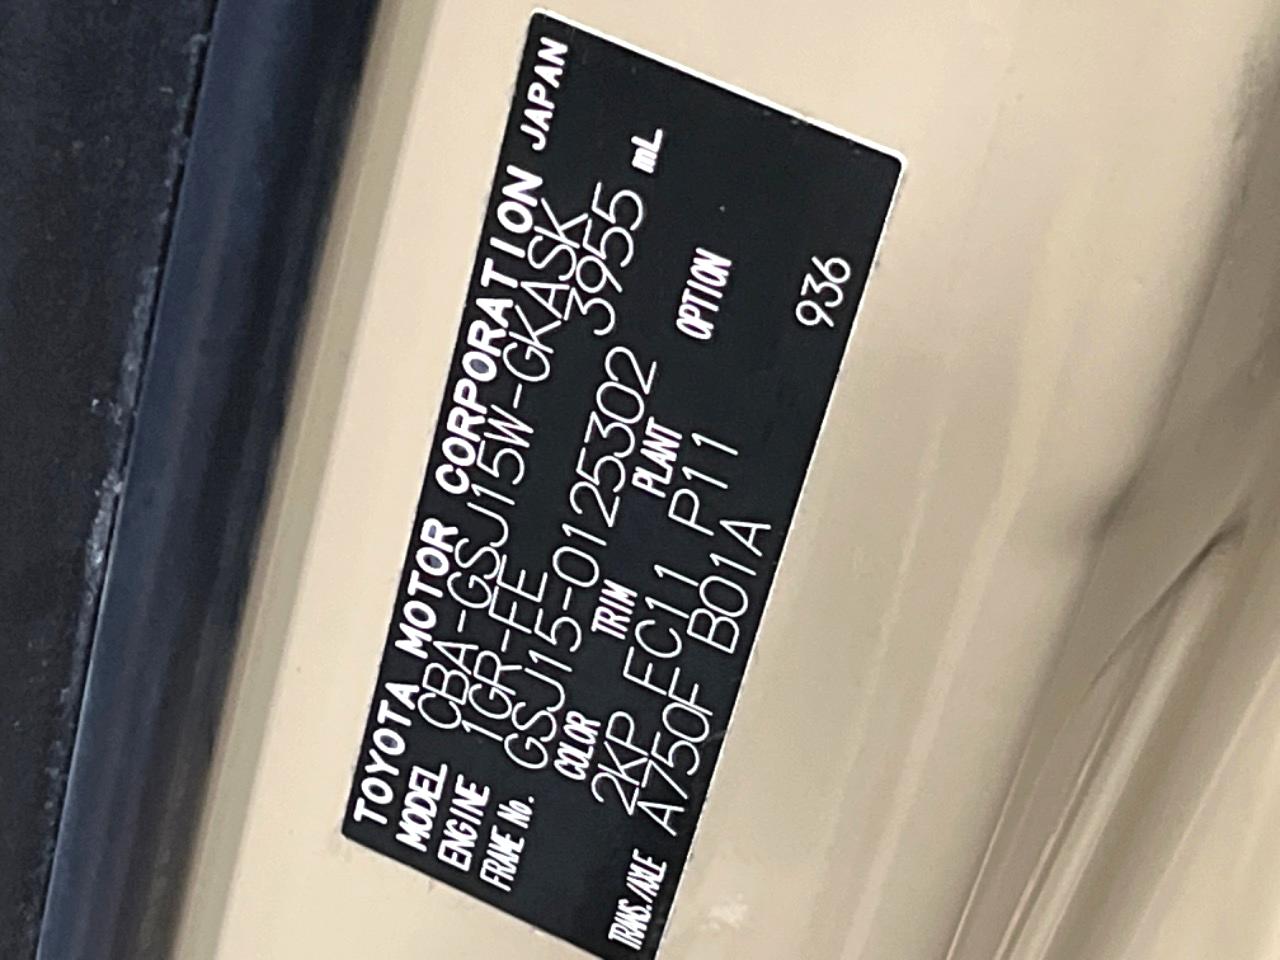 TOYOTA MOTOR CORPORATION JAPAN
MODEL CBA-GSJ15W-GKASK
ENGINE 1GR-FE 3955 mL
FRAME No. GSJ15-0125302
COLOR TRIM PLANT OPTION
2KP FC11 P11
TRANS./AXLE A750F B01A 936